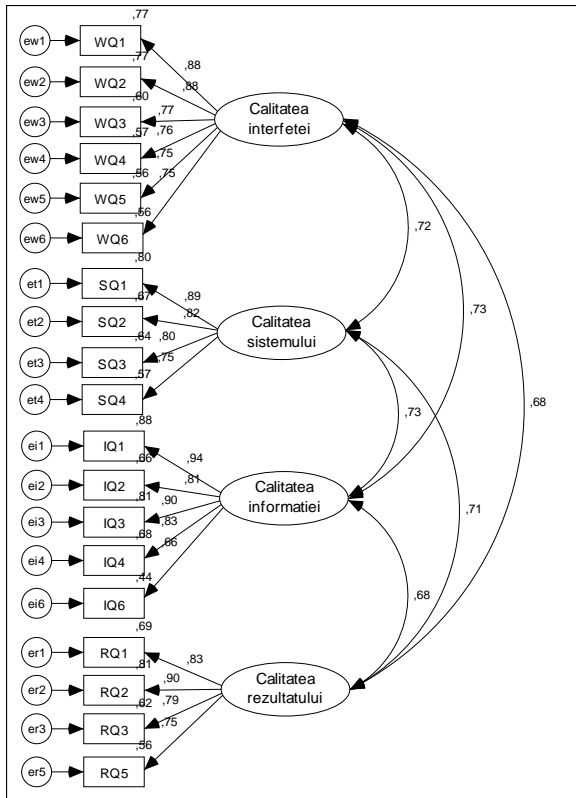 ,77
ew1 WQ1
,77
,88
ew2 WQ2
,88
,60
ew3 WQ3
,77
,57
ew4 WQ4
,76
,56
ew5 WQ5
,75
,75
,56
ew6 WQ6
Calitatea
interfetei
,80
et1 SQ1
,89
,67
et2 SQ2
,82
,64
et3 SQ3
,80
,57
et4 SQ4
,75
Calitatea
sistemului
,88
ei1 IQ1
,94
,66
ei2 IQ2
,81
,81
ei3 IQ3
,90
,68
ei4 IQ4
,83
,44
ei6 IQ6
,66
Calitatea
informatiei
,69
er1 RQ1
,83
,81
er2 RQ2
,90
,62
er3 RQ3
,79
,56
er5 RQ5
,75
Calitatea
rezultatului
,72
,73
,68
,73
,71
,68